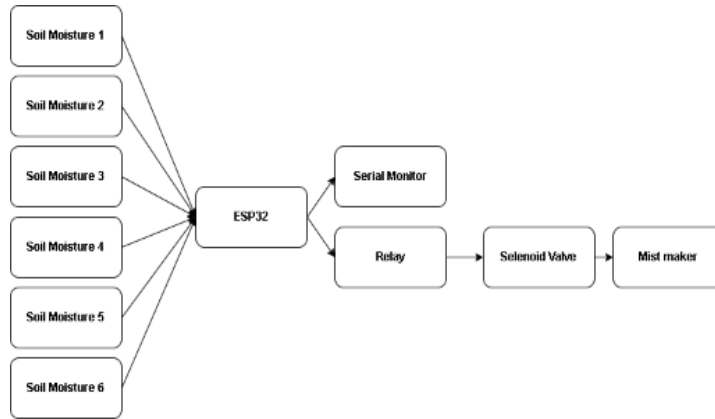 Soil Moisture 1
Soil Moisture 2
Soil Moisture 3
Soil Moisture 4
Soil Moisture 5
Soil Moisture 6
ESP32
Serial Monitor
Relay
Selenoid Valve
Mist maker